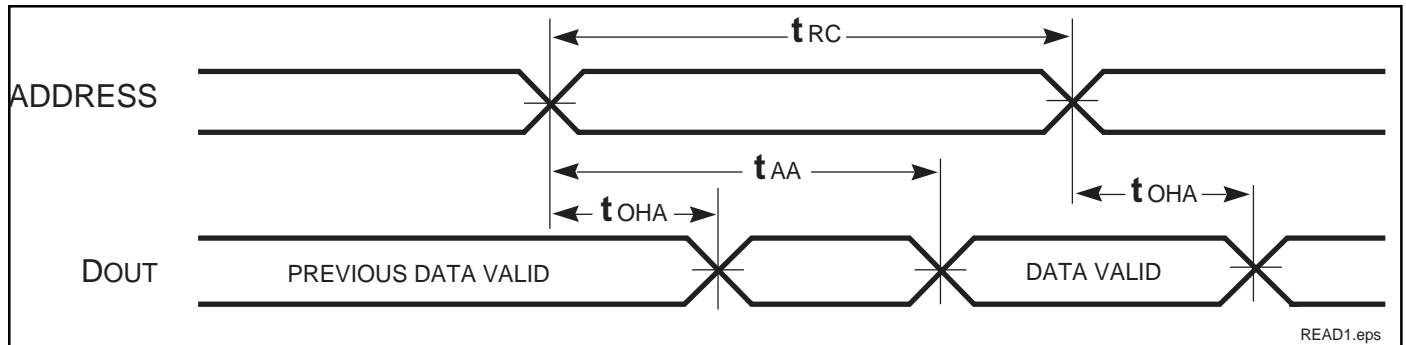 tRC
ADDRESS
tAA
tOHA
tOHA
DOUT
PREVIOUS DATA VALID
DATA VALID
READ1.eps